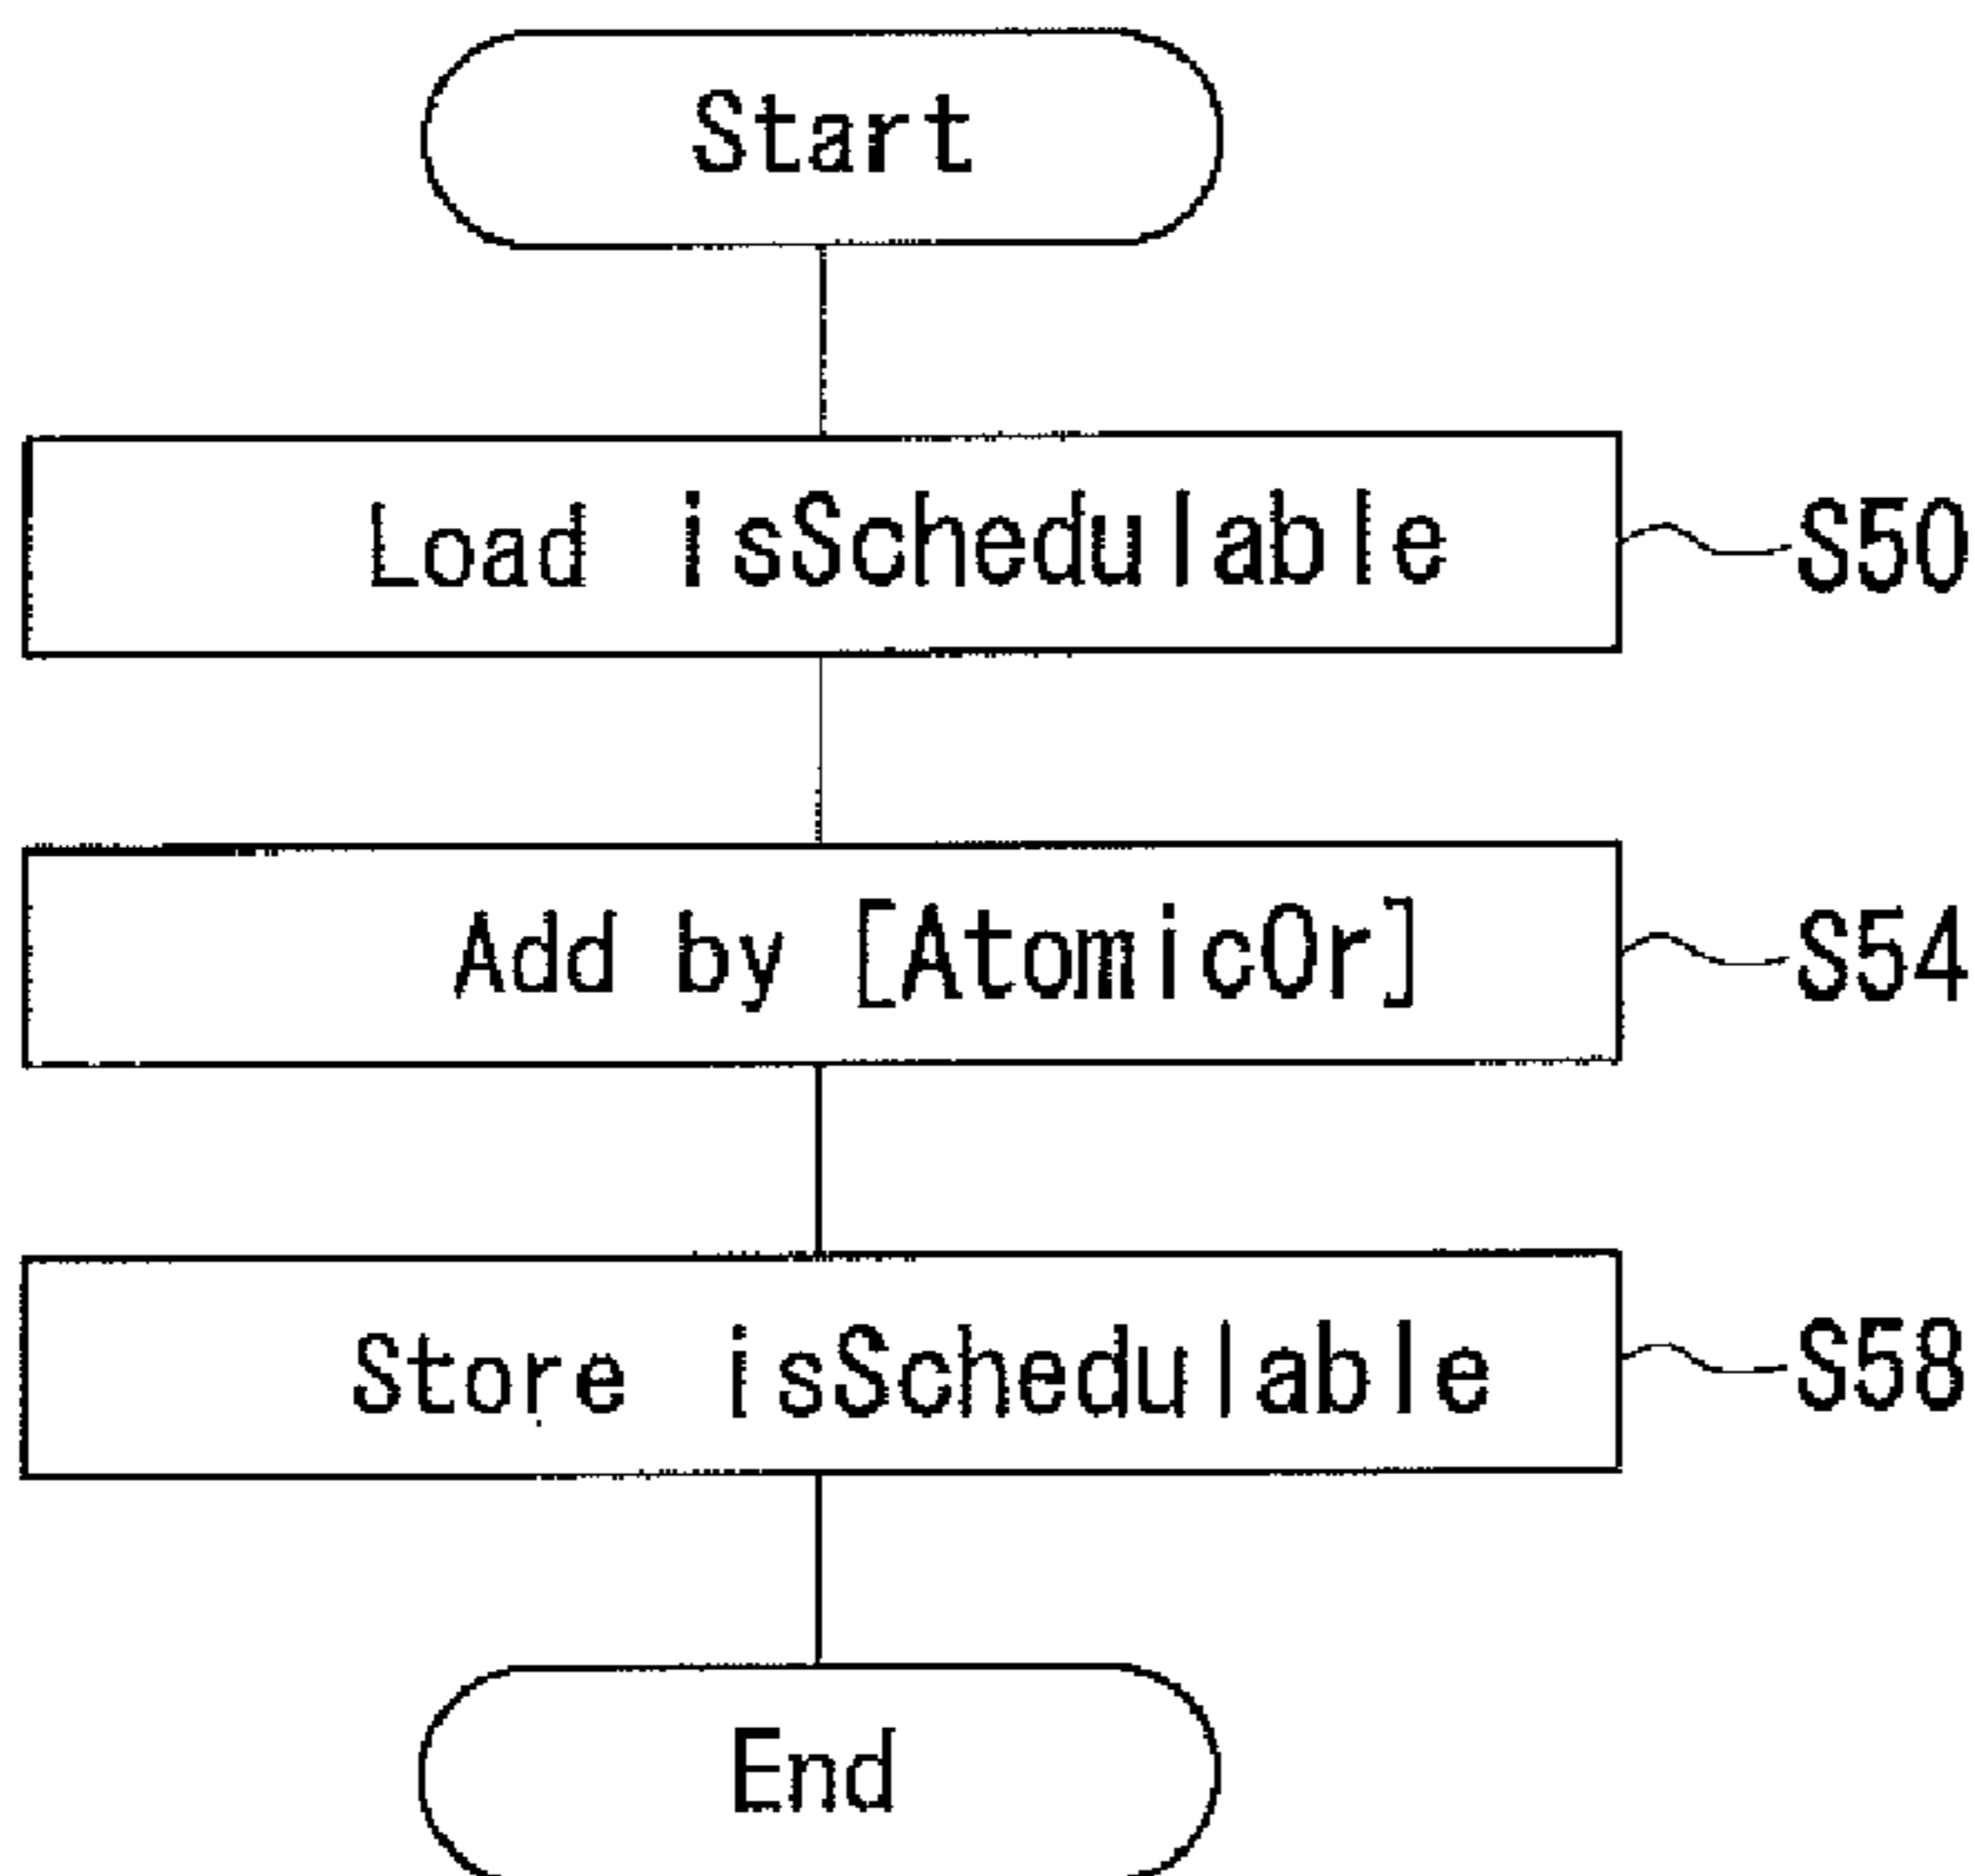 Start
Load isSchedulable
S50
Add by [AtomicOr]
S54
Store isSchedulable
S58
End